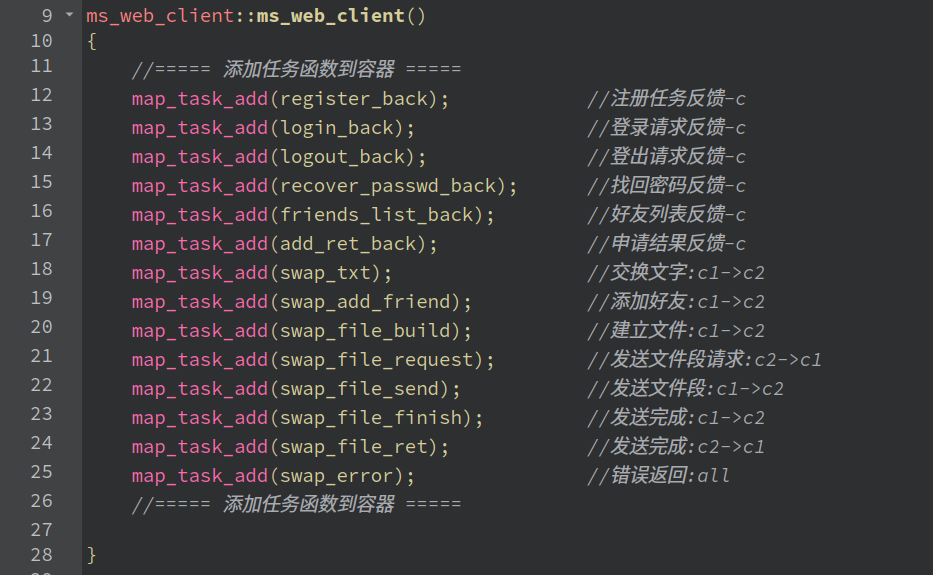 9 ms_web_client::ms_web_client()
10 {
11     //===== 添加任务函数到容器 =====
12     map_task_add(register_back);            //注册任务反馈-c
13     map_task_add(login_back);               //登录请求反馈-c
14     map_task_add(logout_back);              //登出请求反馈-c
15     map_task_add(recover_passwd_back);      //找回密码反馈-c
16     map_task_add(friends_list_back);        //好友列表反馈-c
17     map_task_add(add_ret_back);             //申请结果反馈-c
18     map_task_add(swap_txt);                 //交换文字:c1->c2
19     map_task_add(swap_add_friend);          //添加好友:c1->c2
20     map_task_add(swap_file_build);          //建立文件:c1->c2
21     map_task_add(swap_file_request);        //发送文件段请求:c2->c1
22     map_task_add(swap_file_send);           //发送文件段:c1->c2
23     map_task_add(swap_file_finish);         //发送完成:c1->c2
24     map_task_add(swap_file_ret);            //发送完成:c2->c1
25     map_task_add(swap_error);               //错误返回:all
26     //===== 添加任务函数到容器 =====
27
28 }